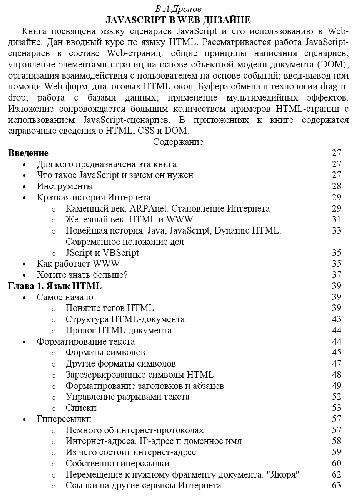 В.А.Дронов
JAVASCRIPT В WEB ДИЗАЙНЕ
Книга посвящена языку сценариев JavaScript и его использованию в Web-
дизайне. Дан вводный курс по языку HTML. Рассматривается работа JavaScript-
сценариев в составе Web-страниц, общие принципы написания сценариев,
управление элементами страниц на основе объектной модели документа (DOM),
организация взаимодействия с пользователем на основе событий, ввод-вывод при
помощи Web-форм, диалоговых HTML-окон, буфера обмена и технологии drag'n
drop, работа с базами данных, применение мультимедийных эффектов.
Изложение сопровождается большим количеством примеров HTML-страниц с
использованием JavaScript-сценариев. В приложениях к книге содержатся
справочные сведения о HTML, CSS и DOM.
Содержание
Введение 27
• Для кого предназначена эта книга 27
• Что такое JavaScript и зачем он нужен 27
• Инструменты 28
• Краткая история Интернета 29
o Каменный век. ARPAnet. Становление Интернета 29
o Железный век. HTML и WWW 31
o Новейшая история. Java, JavaScript, Dynamic HTML. 33
Современное положение дел
o JScript и VBScript 35
• Как работает WWW 35
• Хотите знать больше? 37
Глава 1. Язык HTML 39
• Самое начало 39
o Понятие тегов HTML 39
o Структура HTML-документа 43
o Пролог HTML-документа 44
• Форматирование текста 44
o Форматы символов 45
o Другие форматы символов 47
o Зарезервированные символы HTML 48
o Форматирование заголовков и абзацев 49
o Управление разрывами текста 52
o Списки 53
• Гиперссылки 57
o Немного об интернет-протоколах 57
o Интернет-адреса. IP-адрес и доменное имя 58
o Из чего состоит интернет-адрес 59
o Собственно гиперссылки 60
o Перемещение к нужному фрагменту документа. "Якоря" 62
o Ссылки на другие сервисы Интернета 63